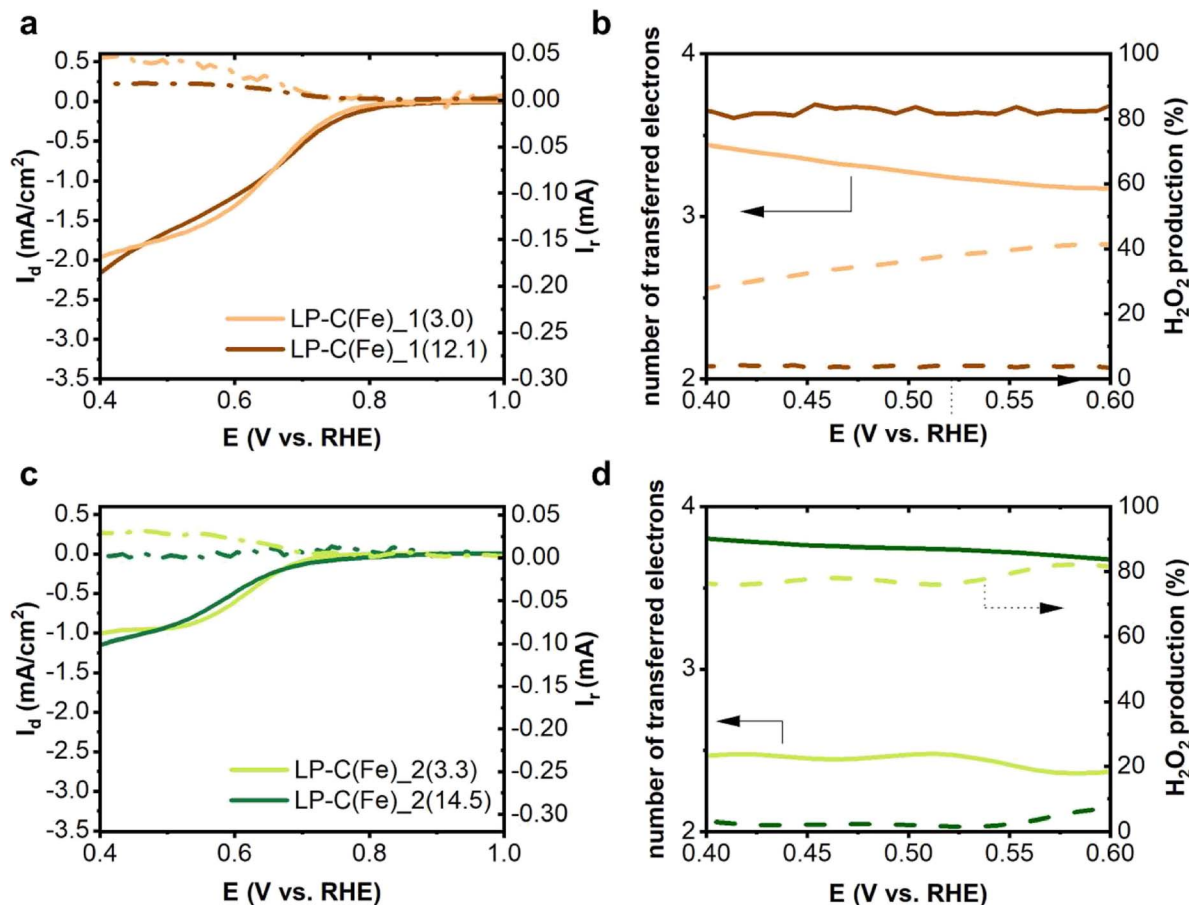 a
0.5
0.0
-0.5
-1.0
-1.5
-2.0
-2.5
-3.0
-3.5
I_d (mA/cm²)
0.05
0.00
-0.05
-0.10
-0.15
-0.20
-0.25
-0.30
I_r (mA)
LP-C(Fe)_1(3.0)
LP-C(Fe)_1(12.1)
0.4 0.6 0.8 1.0
E (V vs. RHE)
b
4
3
2
number of transferred electrons
100
80
60
40
20
0
H₂O₂ production (%)
0.40 0.45 0.50 0.55 0.60
E (V vs. RHE)
c
0.5
0.0
-0.5
-1.0
-1.5
-2.0
-2.5
-3.0
-3.5
I_d (mA/cm²)
0.05
0.00
-0.05
-0.10
-0.15
-0.20
-0.25
-0.30
I_r (mA)
LP-C(Fe)_2(3.3)
LP-C(Fe)_2(14.5)
0.4 0.6 0.8 1.0
E (V vs. RHE)
d
4
3
2
number of transferred electrons
100
80
60
40
20
0
H₂O₂ production (%)
0.40 0.45 0.50 0.55 0.60
E (V vs. RHE)